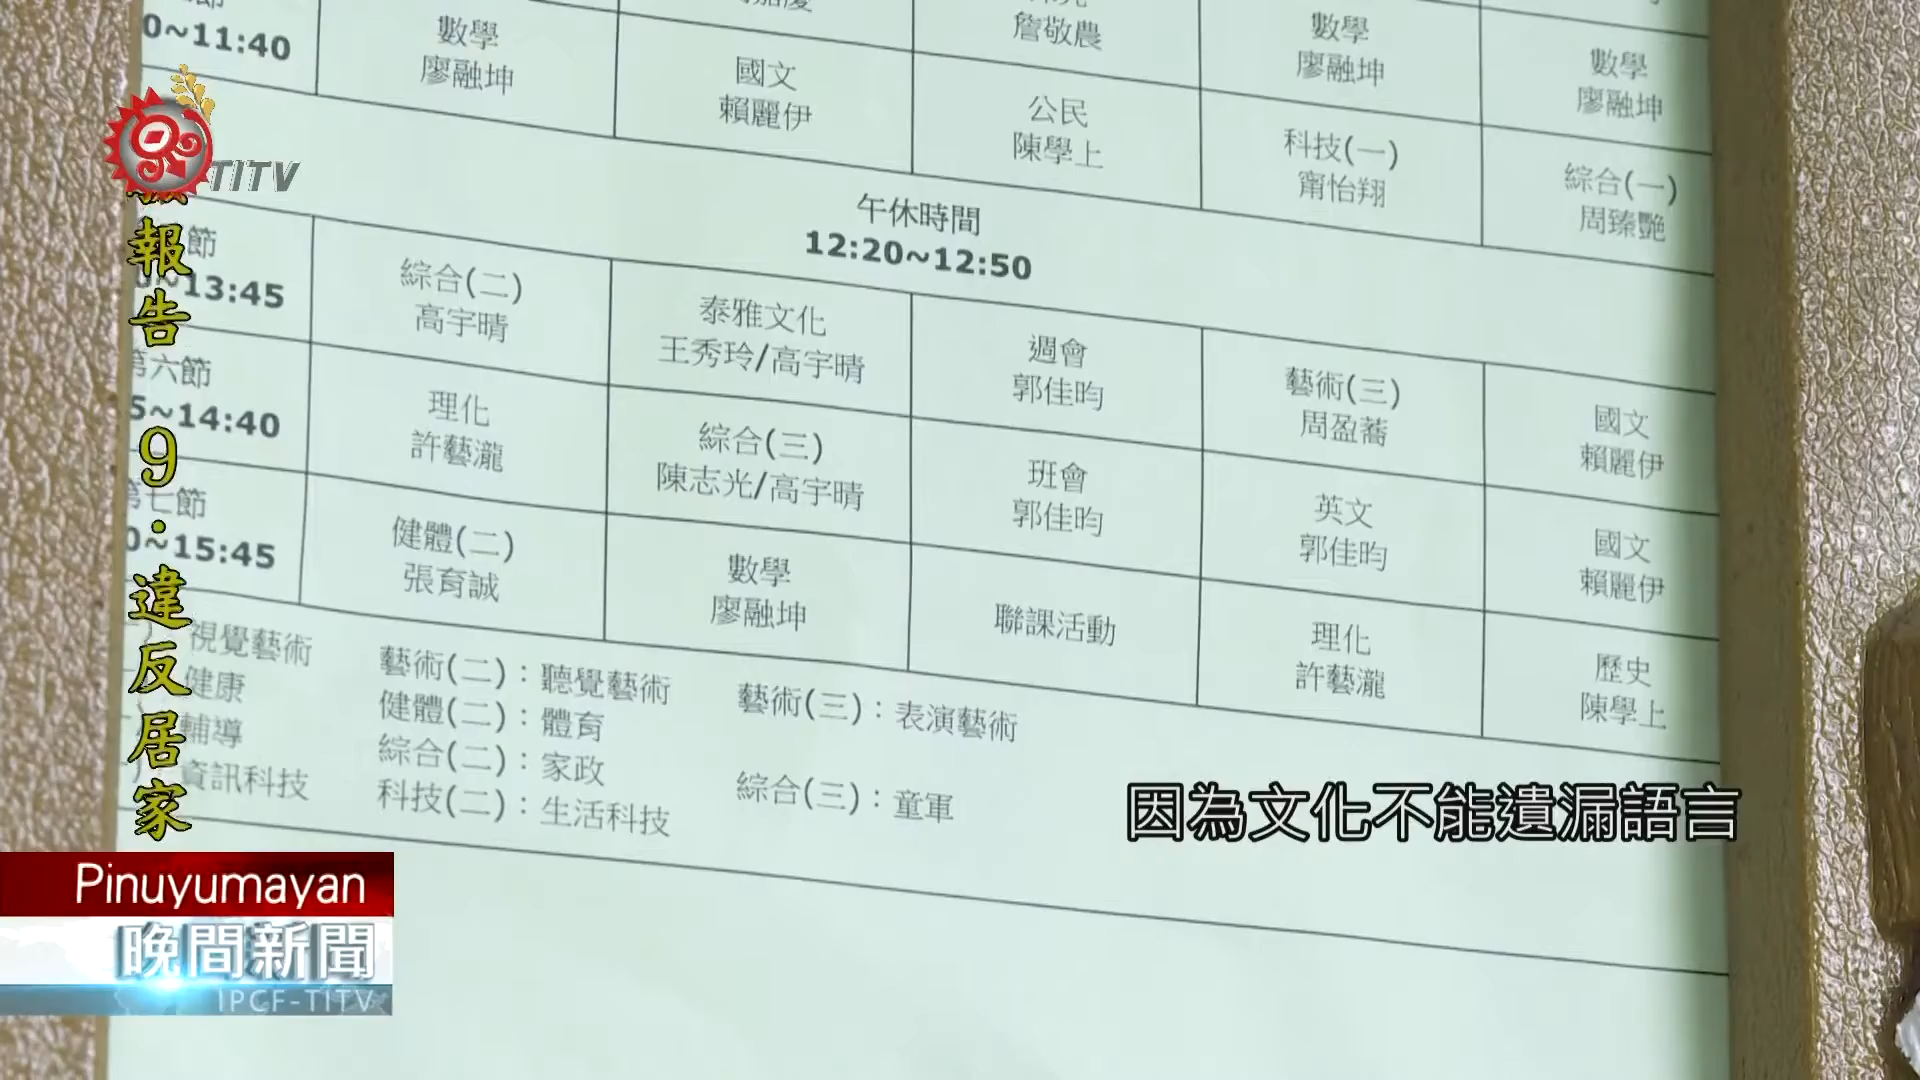 0~11:40
數學
廖融坤
國文
賴麗伊
詹敬農
公民
陳學上
數學
廖融坤
科技(一)
甯怡翔
數學
廖融坤
綜合(一)
周臻艷
午休時間
12:20~12:50
節
~13:45
綜合(二)
高宇晴
泰雅文化
王秀玲/高宇晴
週會
郭佳昀
藝術(三)
周盈蕎
國文
賴麗伊
第六節
5~14:40
理化
許藝瀧
綜合(三)
陳志光/高宇晴
班會
郭佳昀
英文
郭佳昀
國文
賴麗伊
第七節
0~15:45
健體(二)
張育誠
數學
廖融坤
聯課活動
理化
許藝瀧
歷史
陳學上
視覺藝術 藝術(二)：聽覺藝術 藝術(三)：表演藝術
健康 健體(二)：體育
輔導 綜合(二)：家政 綜合(三)：童軍
資訊科技 科技(二)：生活科技
TITV
報告 9.違反居家
因為文化不能遺漏語言
Pinuyumayan
晚間新聞
IPCF-TITV